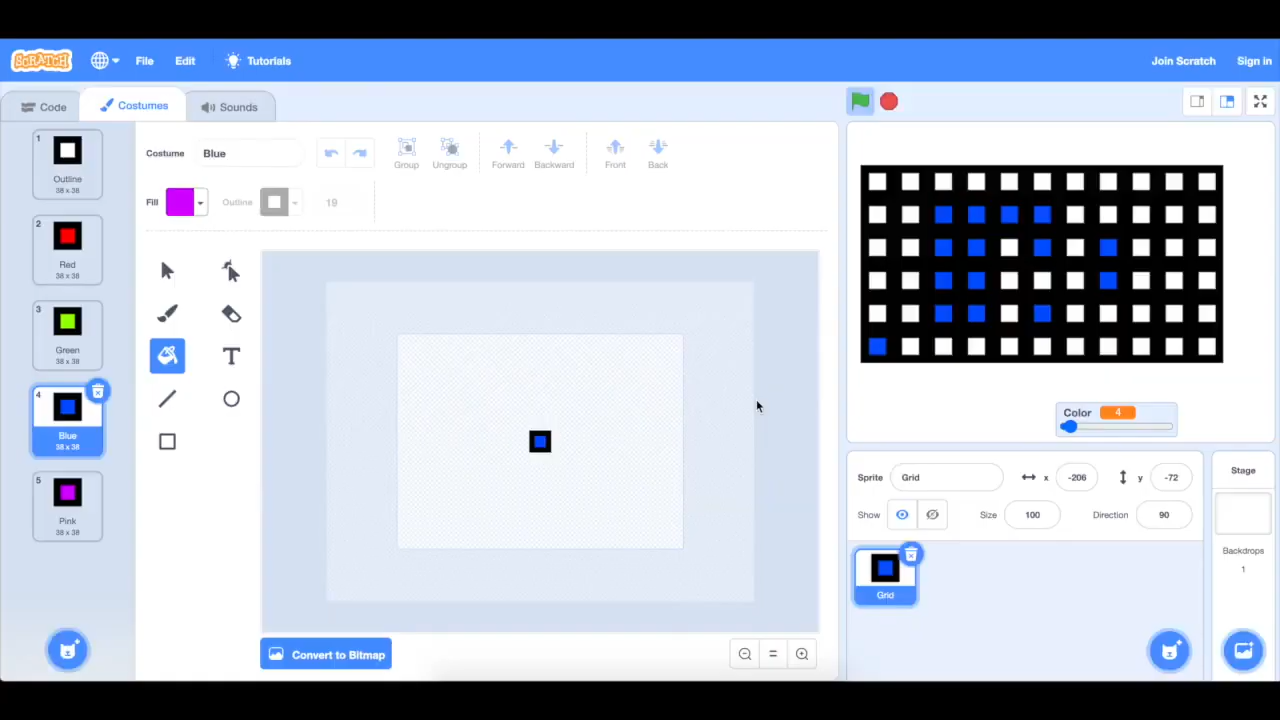 SCRATCH File Edit Tutorials Join Scratch Sign in
Code Costumes Sounds
1
Outline
38 x 38
2
Red
38 x 38
3
Green
38 x 38
4
Blue
38 x 38
5
Pink
38 x 38
Costume Blue Group Ungroup Forward Backward Front Back
Fill Outline 19
T
Convert to Bitmap
Color 4
Sprite Grid x -206 y -72
Show Size 100 Direction 90
Grid
Stage
Backdrops
1